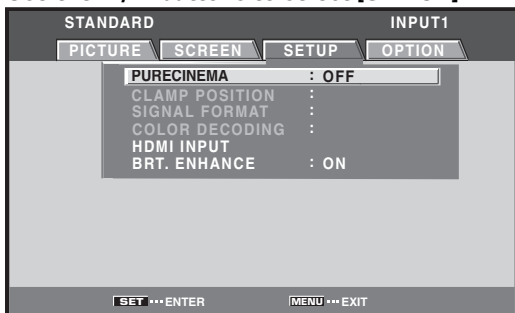 STANDARD INPUT1
PICTURE SCREEN SETUP OPTION
PURECINEMA : OFF
CLAMP POSITION :
SIGNAL FORMAT :
COLOR DECODING :
HDMI INPUT
BRT. ENHANCE : ON
SET ••• ENTER MENU ••• EXIT